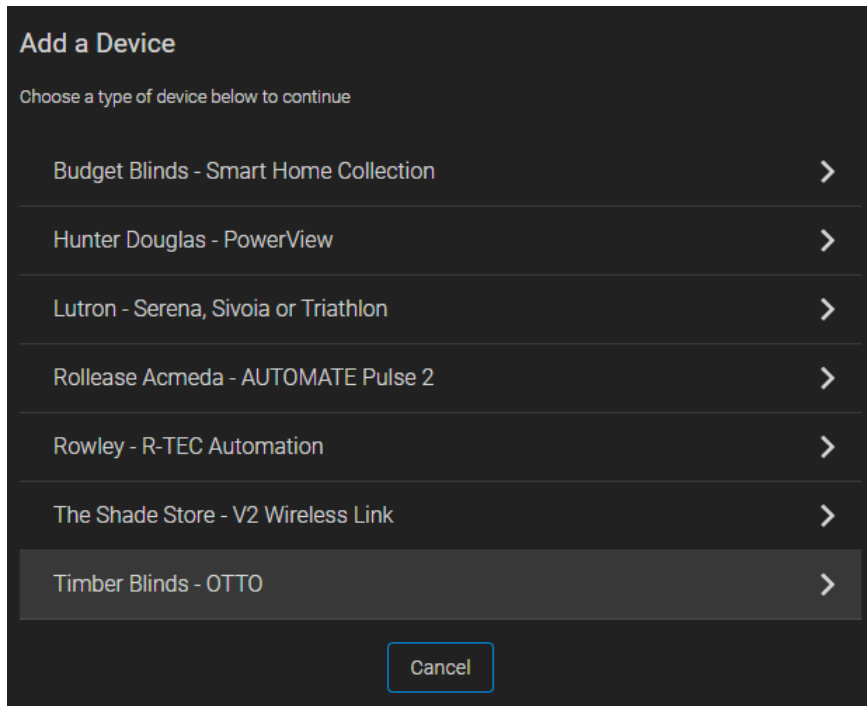 Add a Device
Choose a type of device below to continue
Budget Blinds - Smart Home Collection
Hunter Douglas - PowerView
Lutron - Serena, Sivoia or Triathlon
Rollease Acmeda - AUTOMATE Pulse 2
Rowley - R-TEC Automation
The Shade Store - V2 Wireless Link
Timber Blinds - OTTO
Cancel